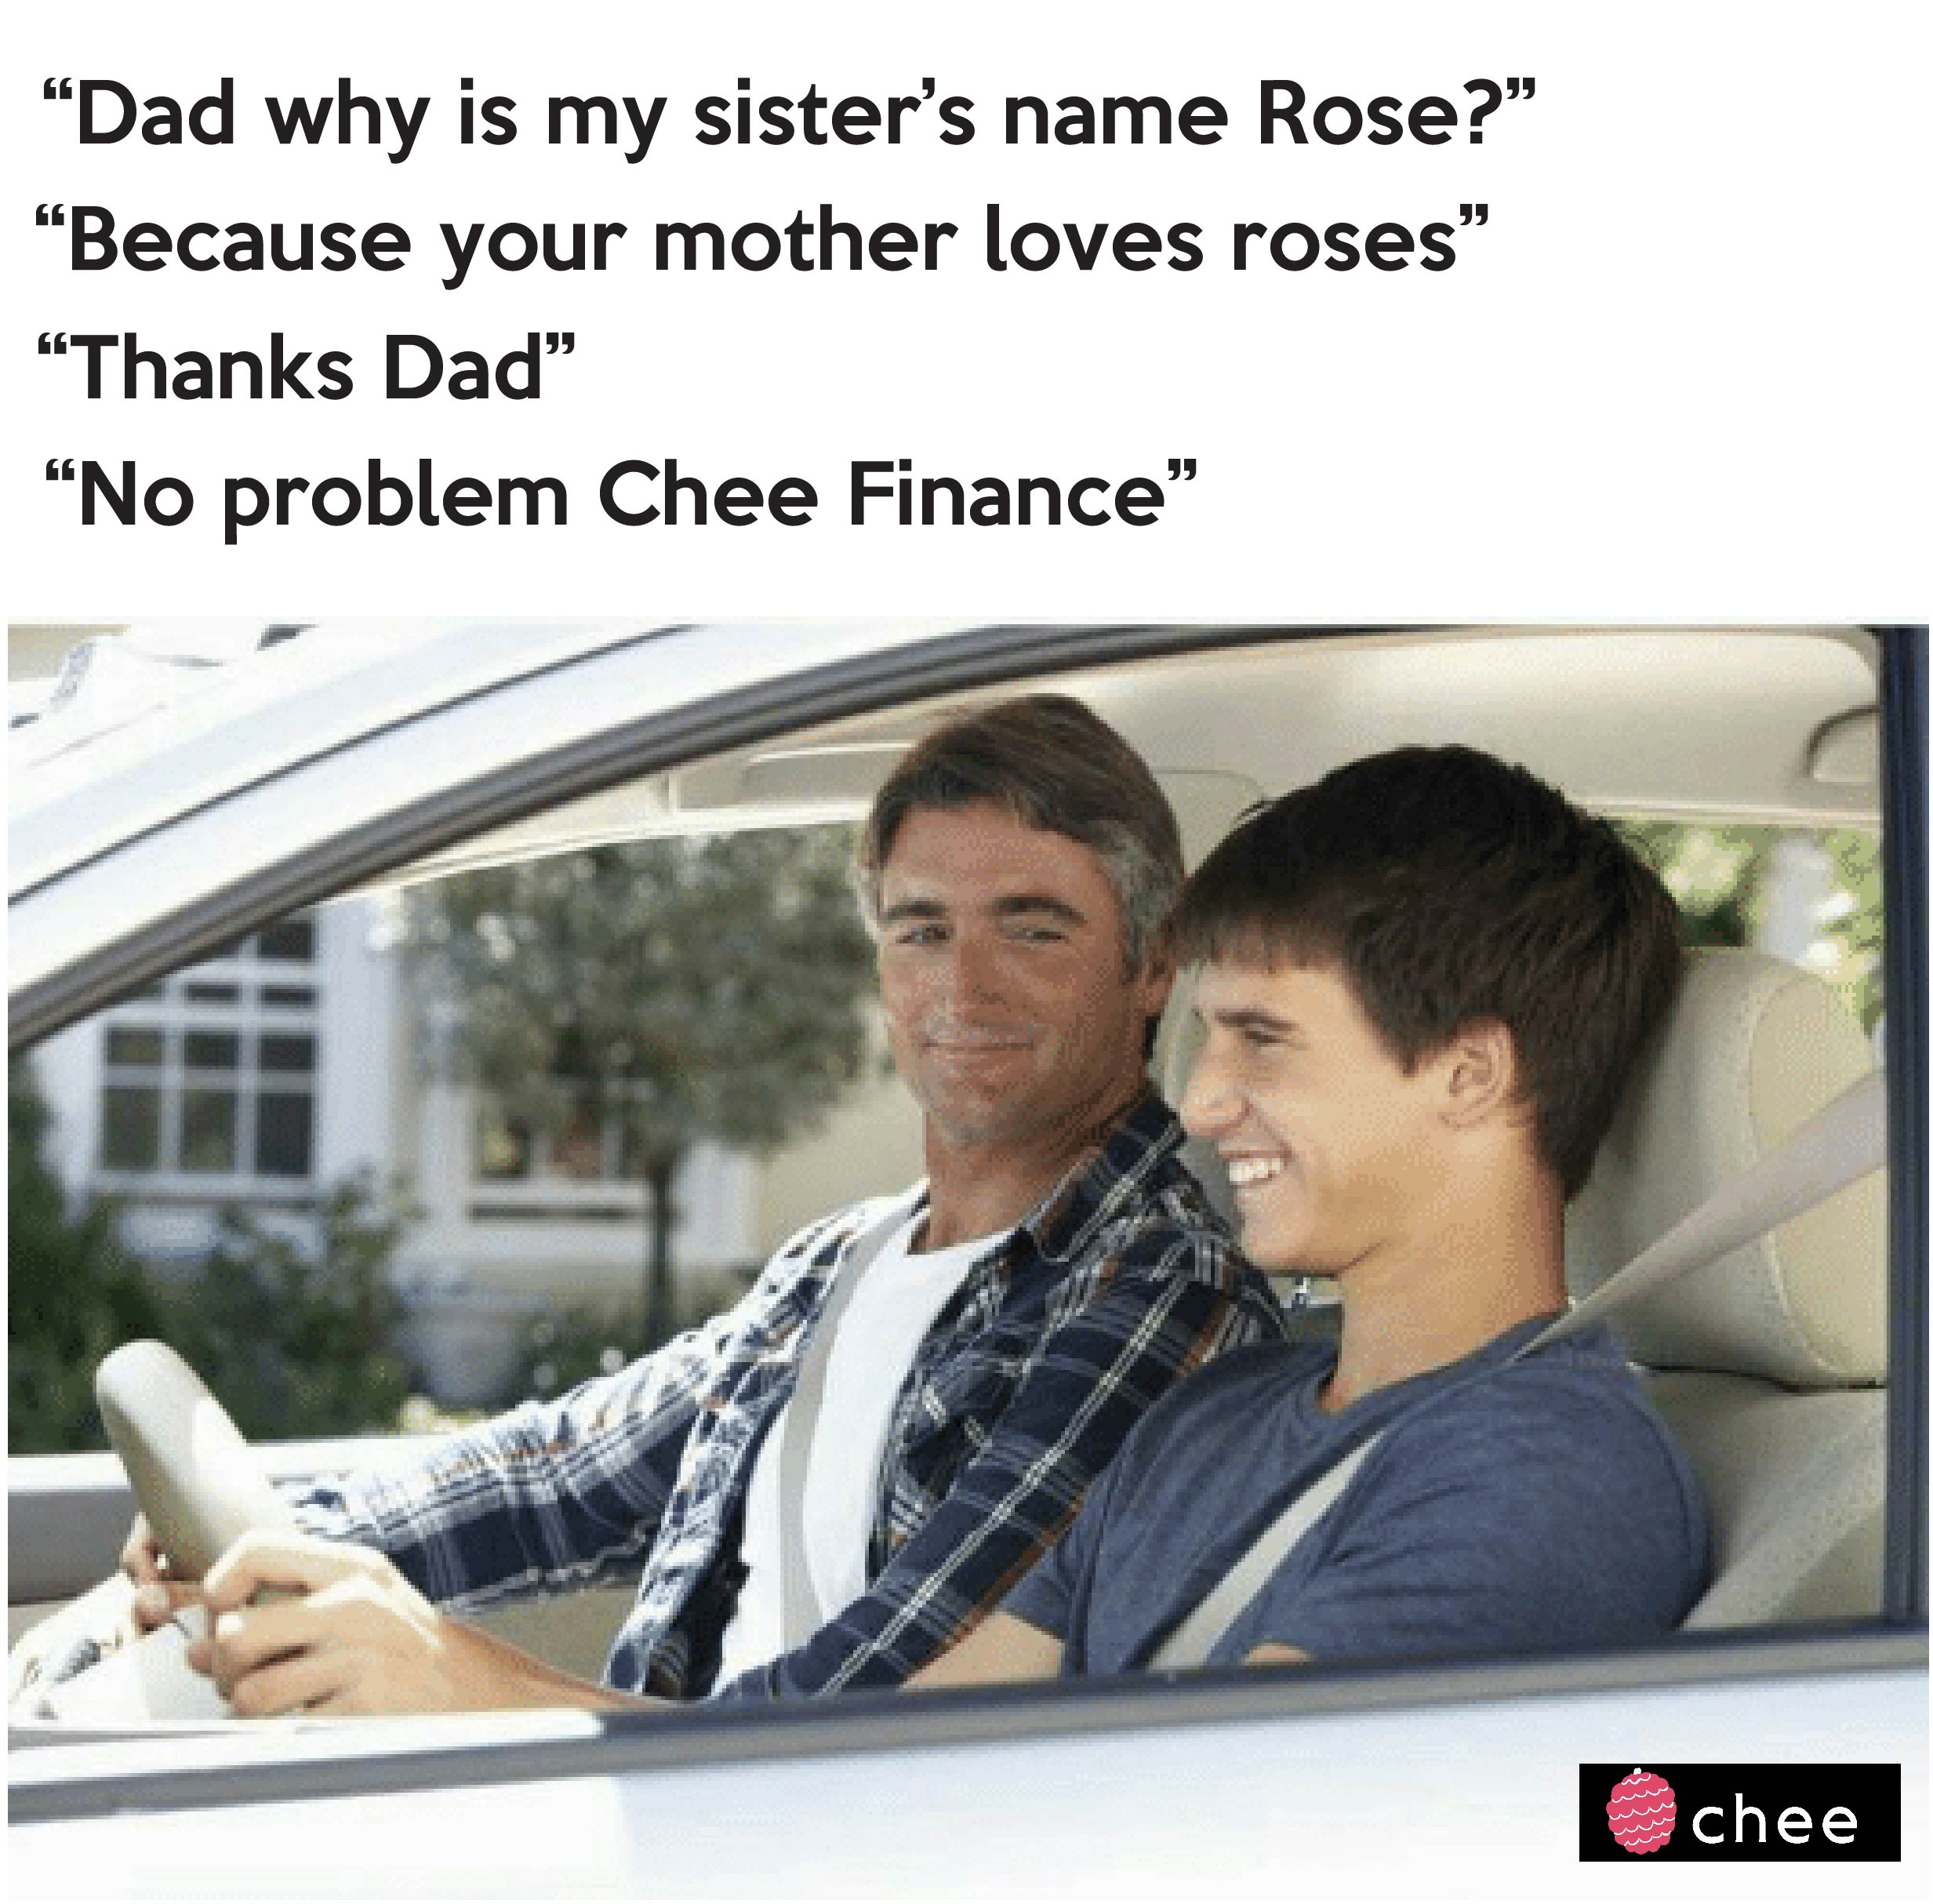 “Dad why is my sister’s name Rose?”
“Because your mother loves roses”
“Thanks Dad”
“No problem Chee Finance”
chee